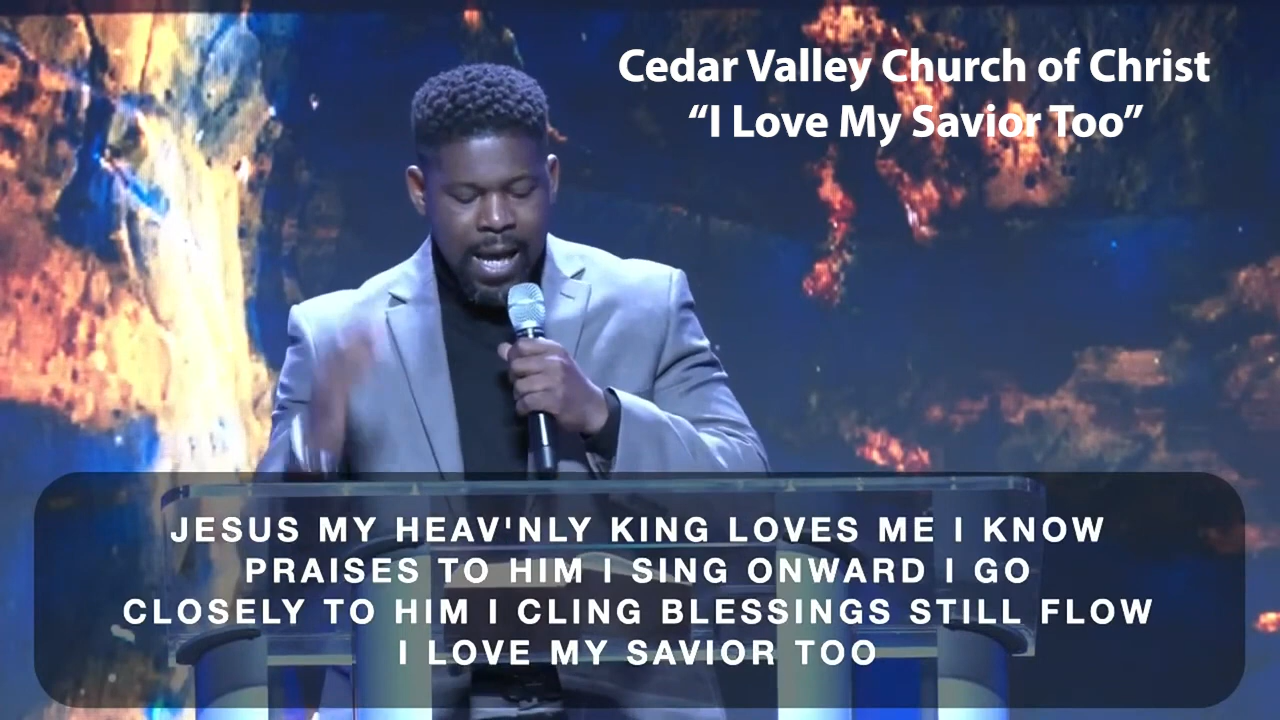 Cedar Valley Church of Christ
“I Love My Savior Too”
JESUS MY HEAV'NLY KING LOVES ME I KNOW
PRAISES TO HIM I SING ONWARD I GO
CLOSELY TO HIM I CLING BLESSINGS STILL FLOW
I LOVE MY SAVIOR TOO